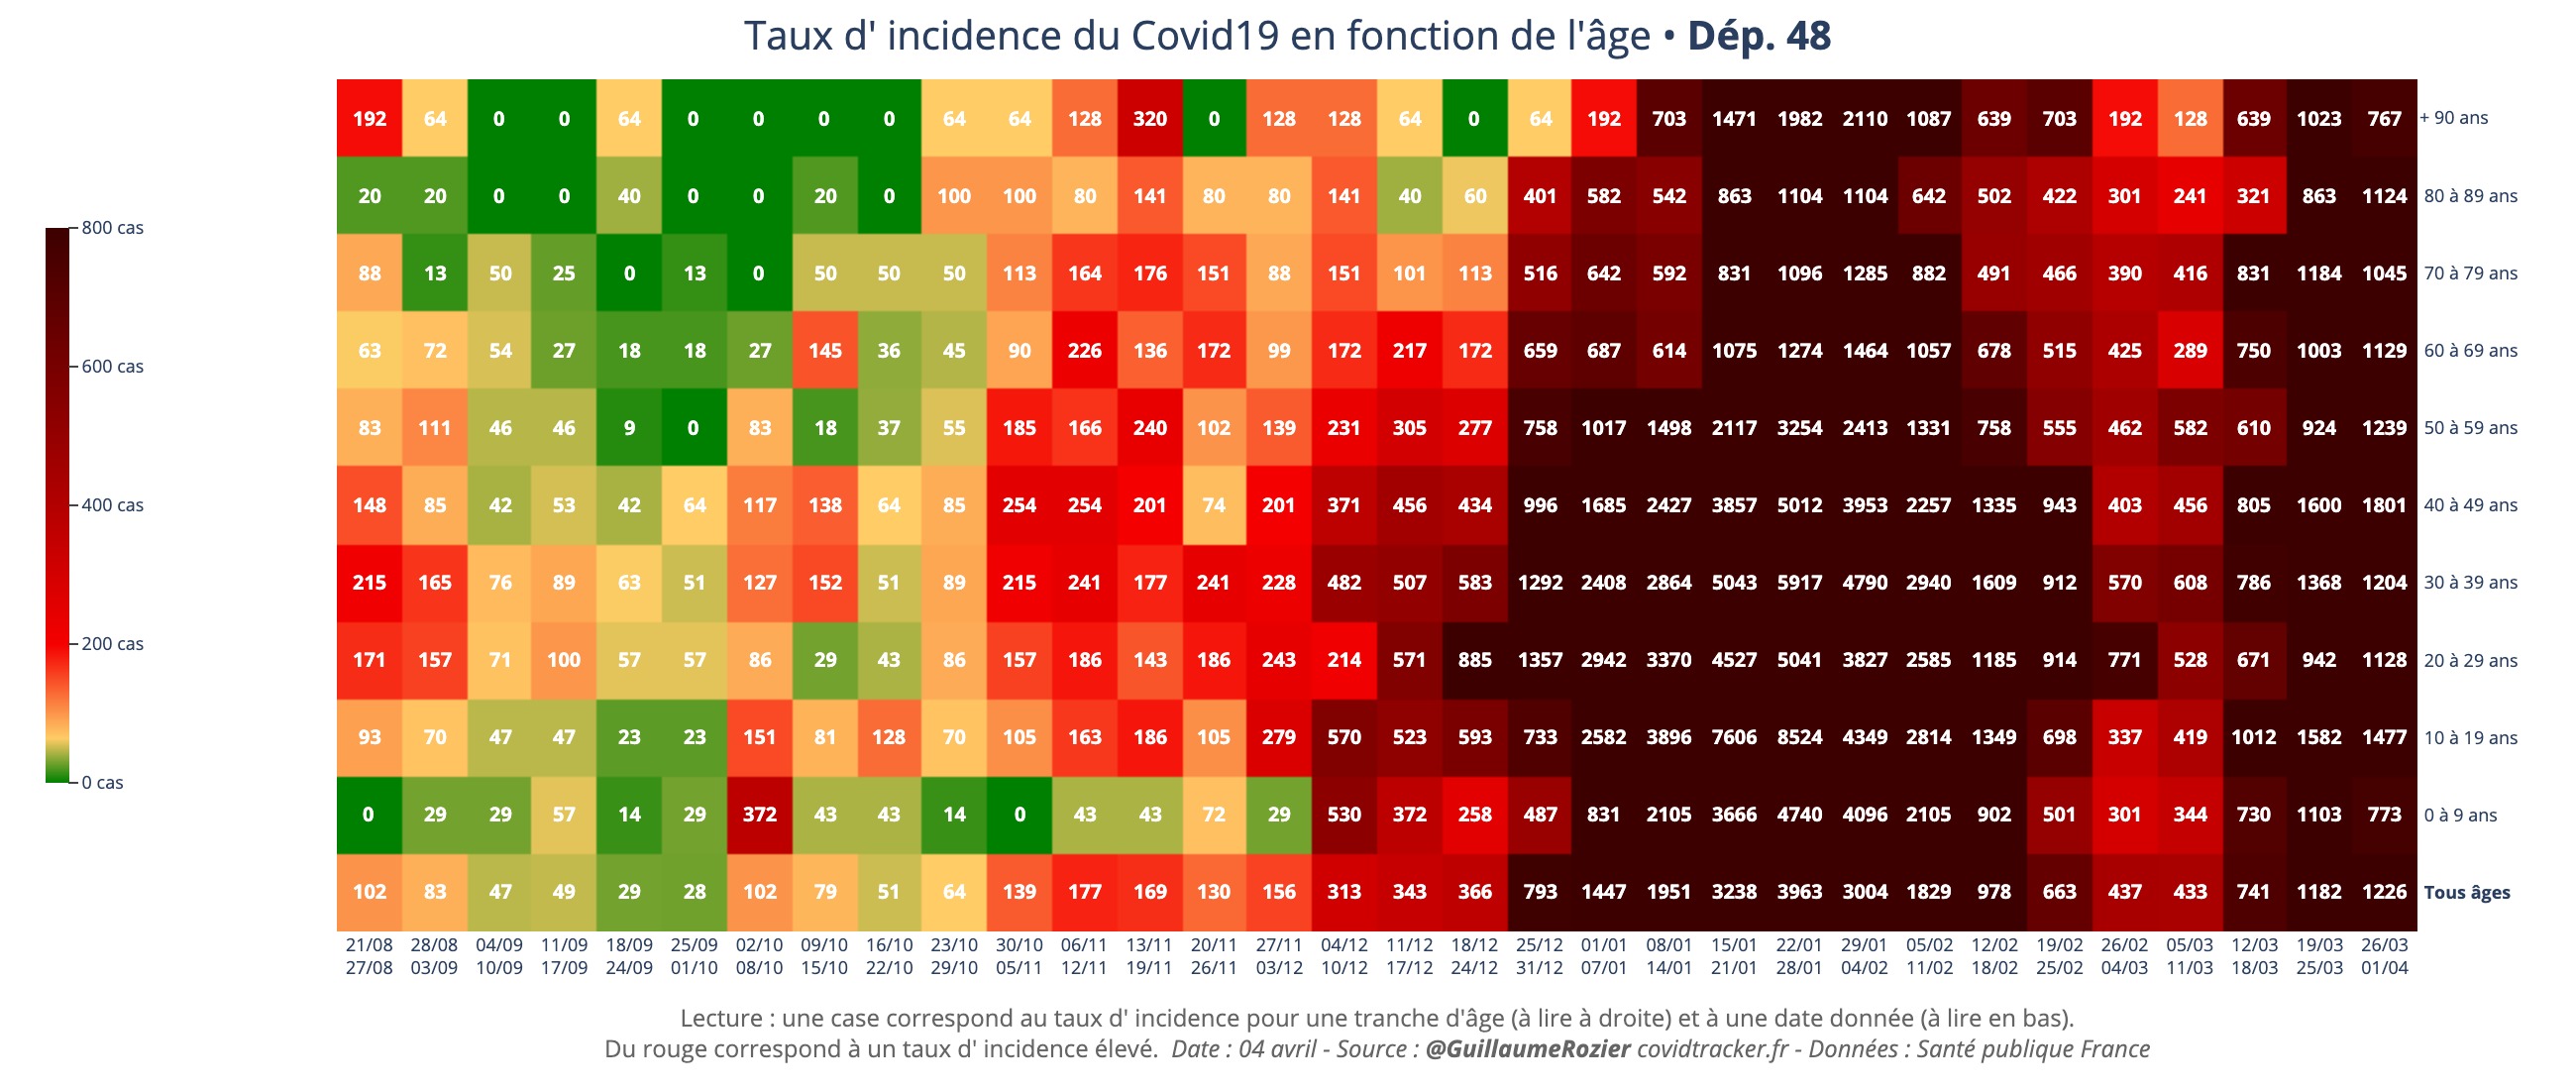 Taux d' incidence du Covid19 en fonction de l'âge • Dép. 48
192 64 0 0 64 0 0 0 0 64 64 128 320 0 128 128 64 0 64 192 703 1471 1982 2110 1087 639 703 192 128 639 1023 767 + 90 ans
20 20 0 0 40 0 0 20 0 100 100 80 141 80 80 141 40 60 401 582 542 863 1104 1104 642 502 422 301 241 321 863 1124 80 à 89 ans
800 cas
88 13 50 25 0 13 0 50 50 50 113 164 176 151 88 151 101 113 516 642 592 831 1096 1285 882 491 466 390 416 831 1184 1045 70 à 79 ans
63 72 54 27 18 18 27 145 36 45 90 226 136 172 99 172 217 172 659 687 614 1075 1274 1464 1057 678 515 425 289 750 1003 1129 60 à 69 ans
600 cas
83 111 46 46 9 0 83 18 37 55 185 166 240 102 139 231 305 277 758 1017 1498 2117 3254 2413 1331 758 555 462 582 610 924 1239 50 à 59 ans
400 cas
148 85 42 53 42 64 117 138 64 85 254 254 201 74 201 371 456 434 996 1685 2427 3857 5012 3953 2257 1335 943 403 456 805 1600 1801 40 à 49 ans
215 165 76 89 63 51 127 152 51 89 215 241 177 241 228 482 507 583 1292 2408 2864 5043 5917 4790 2940 1609 912 570 608 786 1368 1204 30 à 39 ans
200 cas
171 157 71 100 57 57 86 29 43 86 157 186 143 186 243 214 571 885 1357 2942 3370 4527 5041 3827 2585 1185 914 771 528 671 942 1128 20 à 29 ans
93 70 47 47 23 23 151 81 128 70 105 163 186 105 279 570 523 593 733 2582 3896 7606 8524 4349 2814 1349 698 337 419 1012 1582 1477 10 à 19 ans
0 cas
0 29 29 57 14 29 372 43 43 14 0 43 43 72 29 530 372 258 487 831 2105 3666 4740 4096 2105 902 501 301 344 730 1103 773 0 à 9 ans
102 83 47 49 29 28 102 79 51 64 139 177 169 130 156 313 343 366 793 1447 1951 3238 3963 3004 1829 978 663 437 433 741 1182 1226 Tous âges
21/08 28/08 04/09 11/09 18/09 25/09 02/10 09/10 16/10 23/10 30/10 06/11 13/11 20/11 27/11 04/12 11/12 18/12 25/12 01/01 08/01 15/01 22/01 29/01 05/02 12/02 19/02 26/02 05/03 12/03 19/03 26/03
27/08 03/09 10/09 17/09 24/09 01/10 08/10 15/10 22/10 29/10 05/11 12/11 19/11 26/11 03/12 10/12 17/12 24/12 31/12 07/01 14/01 21/01 28/01 04/02 11/02 18/02 25/02 04/03 11/03 18/03 25/03 01/04
Lecture : une case correspond au taux d' incidence pour une tranche d'âge (à lire à droite) et à une date donnée (à lire en bas).
Du rouge correspond à un taux d' incidence élevé. Date : 04 avril - Source : @GuillaumeRozier covidtracker.fr - Données : Santé publique France